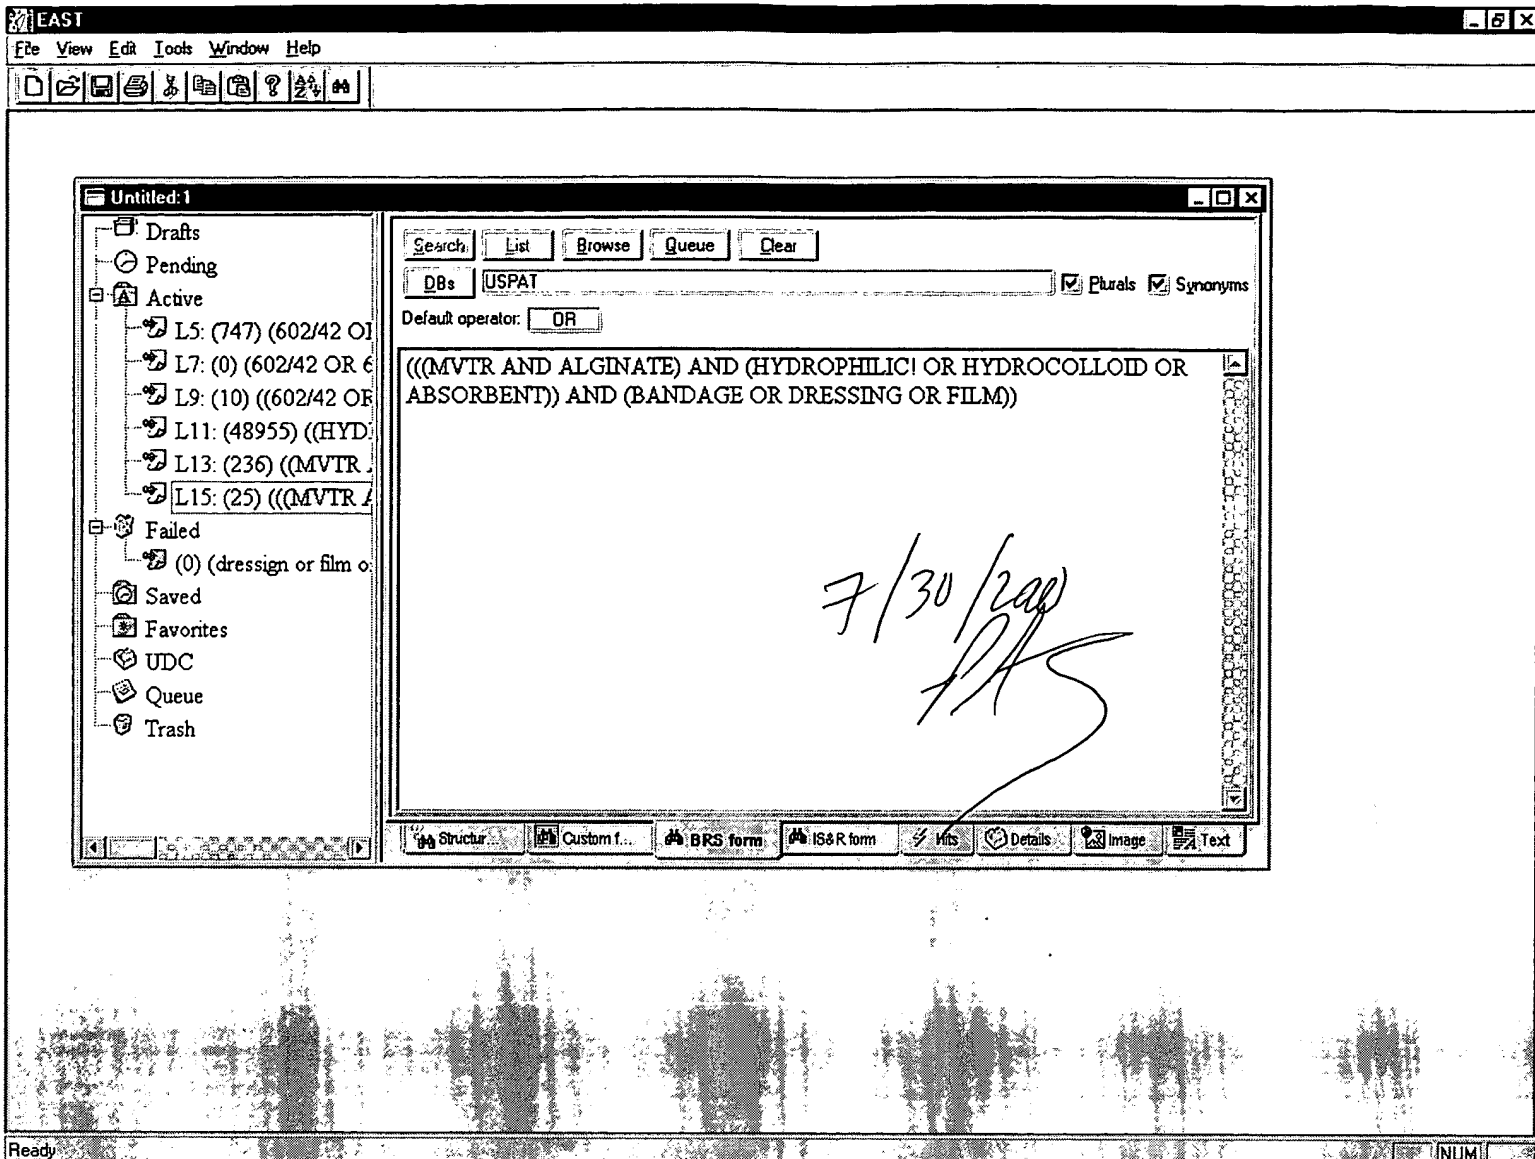 EAST
File View Edit Tools Window Help
Untitled:1
Drafts
Pending
Active
L5: (747) (602/42 OR
L7: (0) (602/42 OR 6
L9: (10) ((602/42 OR
L11: (48955) ((HYD
L13: (236) ((MVTR A
L15: (25) (((MVTR A
Failed
(0) (dressign or film o
Saved
Favorites
UDC
Queue
Trash
Search List Browse Queue Clear
DBs USPAT Plurals Synonyms
Default operator: OR
(((MVTR AND ALGINATE) AND (HYDROPHILIC! OR HYDROCOLLOID OR
ABSORBENT)) AND (BANDAGE OR DRESSING OR FILM))
7/30/
Structur... Custom f... BRS form IS&R form Hits Details Image Text
Ready NUM